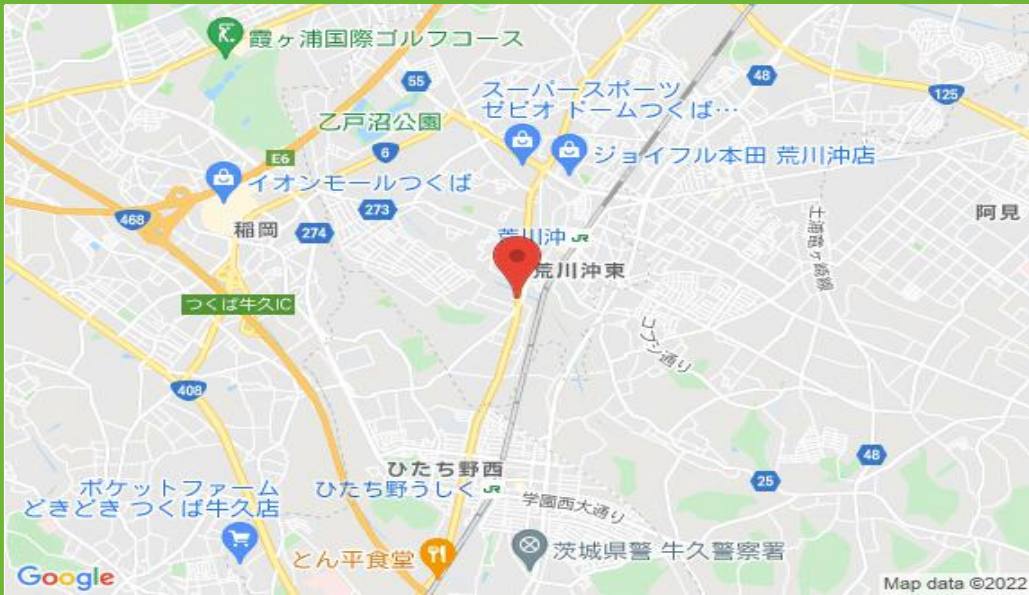 霞ヶ浦国際ゴルフコース
55
スーパースポーツ
ゼビオ ドームつくば…
48
125
乙戸沼公園
6
E6
ジョイフル本田 荒川沖店
イオンモールつくば
468
稲岡
274
273
阿見
荒川沖 JR
荒川沖東
土浦竜ヶ崎線
つくば牛久IC
コブシ通り
408
ひたち野西
ひたち野うしく JR
48
25
ポケットファーム
どきどき つくば牛久店
学園西大通り
とん平食堂
茨城県警 牛久警察署
Google
Map data ©2022